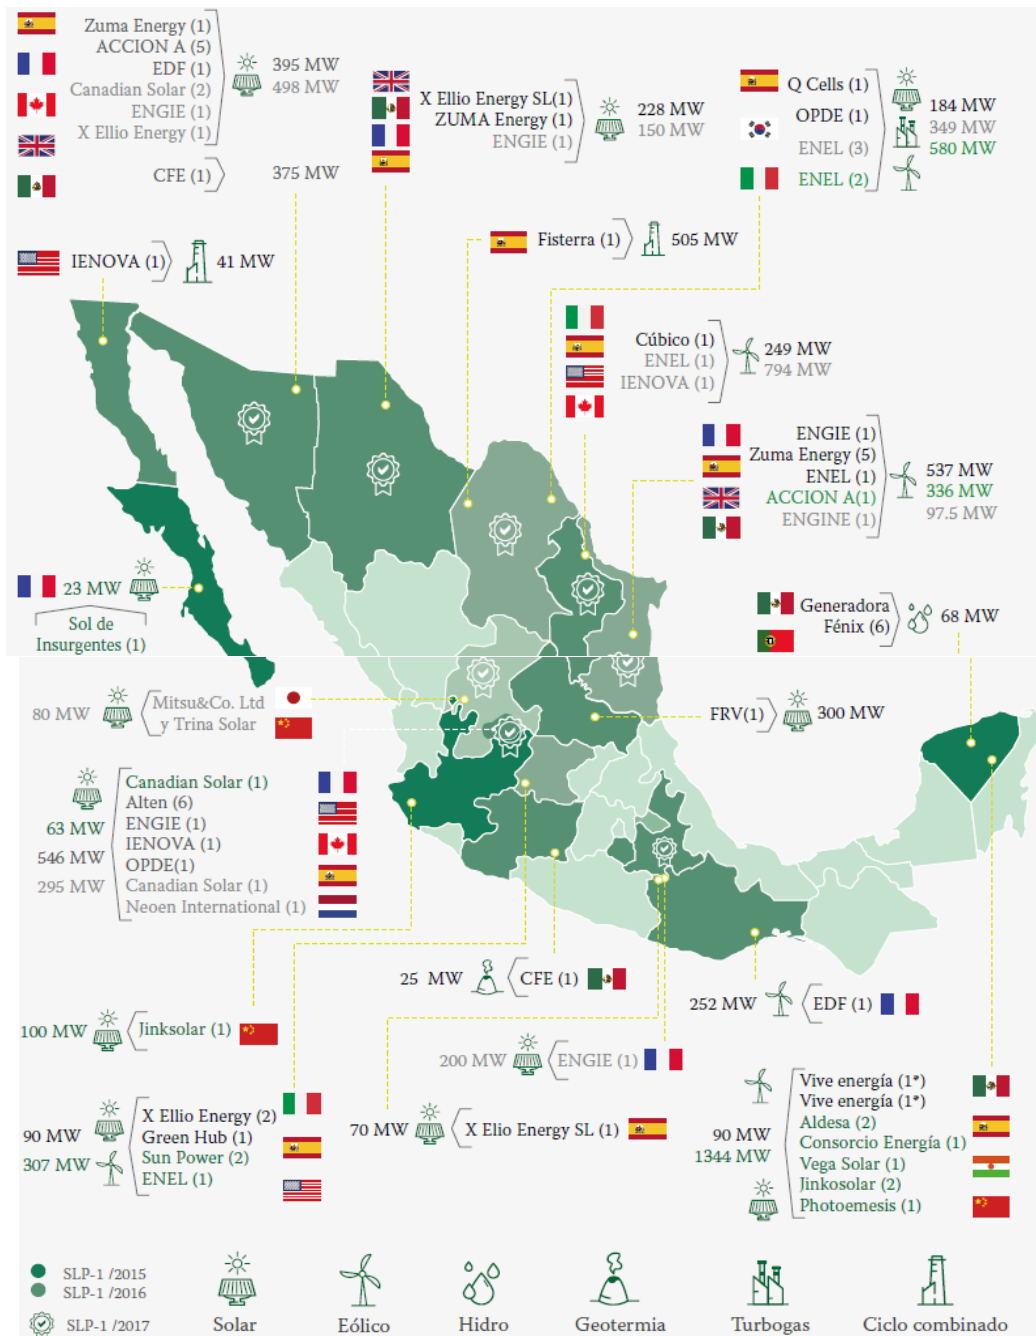 Zuma Energy (1)
ACCION A (5)
EDF (1)
Canadian Solar (2)
ENGIE (1)
X Ellio Energy (1)
395 MW
498 MW
CFE (1)
375 MW
X Ellio Energy SL(1)
ZUMA Energy (1)
ENGIE (1)
228 MW
150 MW
Q Cells (1)
OPDE (1)
ENEL (3)
ENEL (2)
184 MW
349 MW
580 MW
IENOVA (1)
41 MW
Fisterra (1)
505 MW
Cúbico (1)
ENEL (1)
IENOVA (1)
249 MW
794 MW
ENGIE (1)
Zuma Energy (5)
ENEL (1)
ACCION A(1)
ENGINE (1)
537 MW
336 MW
97.5 MW
23 MW
Sol de
Insurgentes (1)
Generadora
Fénix (6)
68 MW
80 MW
Mitsu&Co. Ltd
y Trina Solar
FRV(1)
300 MW
63 MW
546 MW
295 MW
Canadian Solar (1)
Alten (6)
ENGIE (1)
IENOVA (1)
OPDE(1)
Canadian Solar (1)
Neoen International (1)
25 MW
CFE (1)
252 MW
EDF (1)
100 MW
Jinksolar (1)
200 MW
ENGIE (1)
90 MW
307 MW
X Ellio Energy (2)
Green Hub (1)
Sun Power (2)
ENEL (1)
70 MW
X Elio Energy SL (1)
90 MW
1344 MW
Vive energía (1*)
Vive energía (1*)
Aldesa (2)
Consorcio Energía (1)
Vega Solar (1)
Jinkosolar (2)
Photoemesis (1)
SLP-1 /2015
SLP-1 /2016
SLP-1 /2017
Solar
Eólico
Hidro
Geotermia
Turbogas
Ciclo combinado